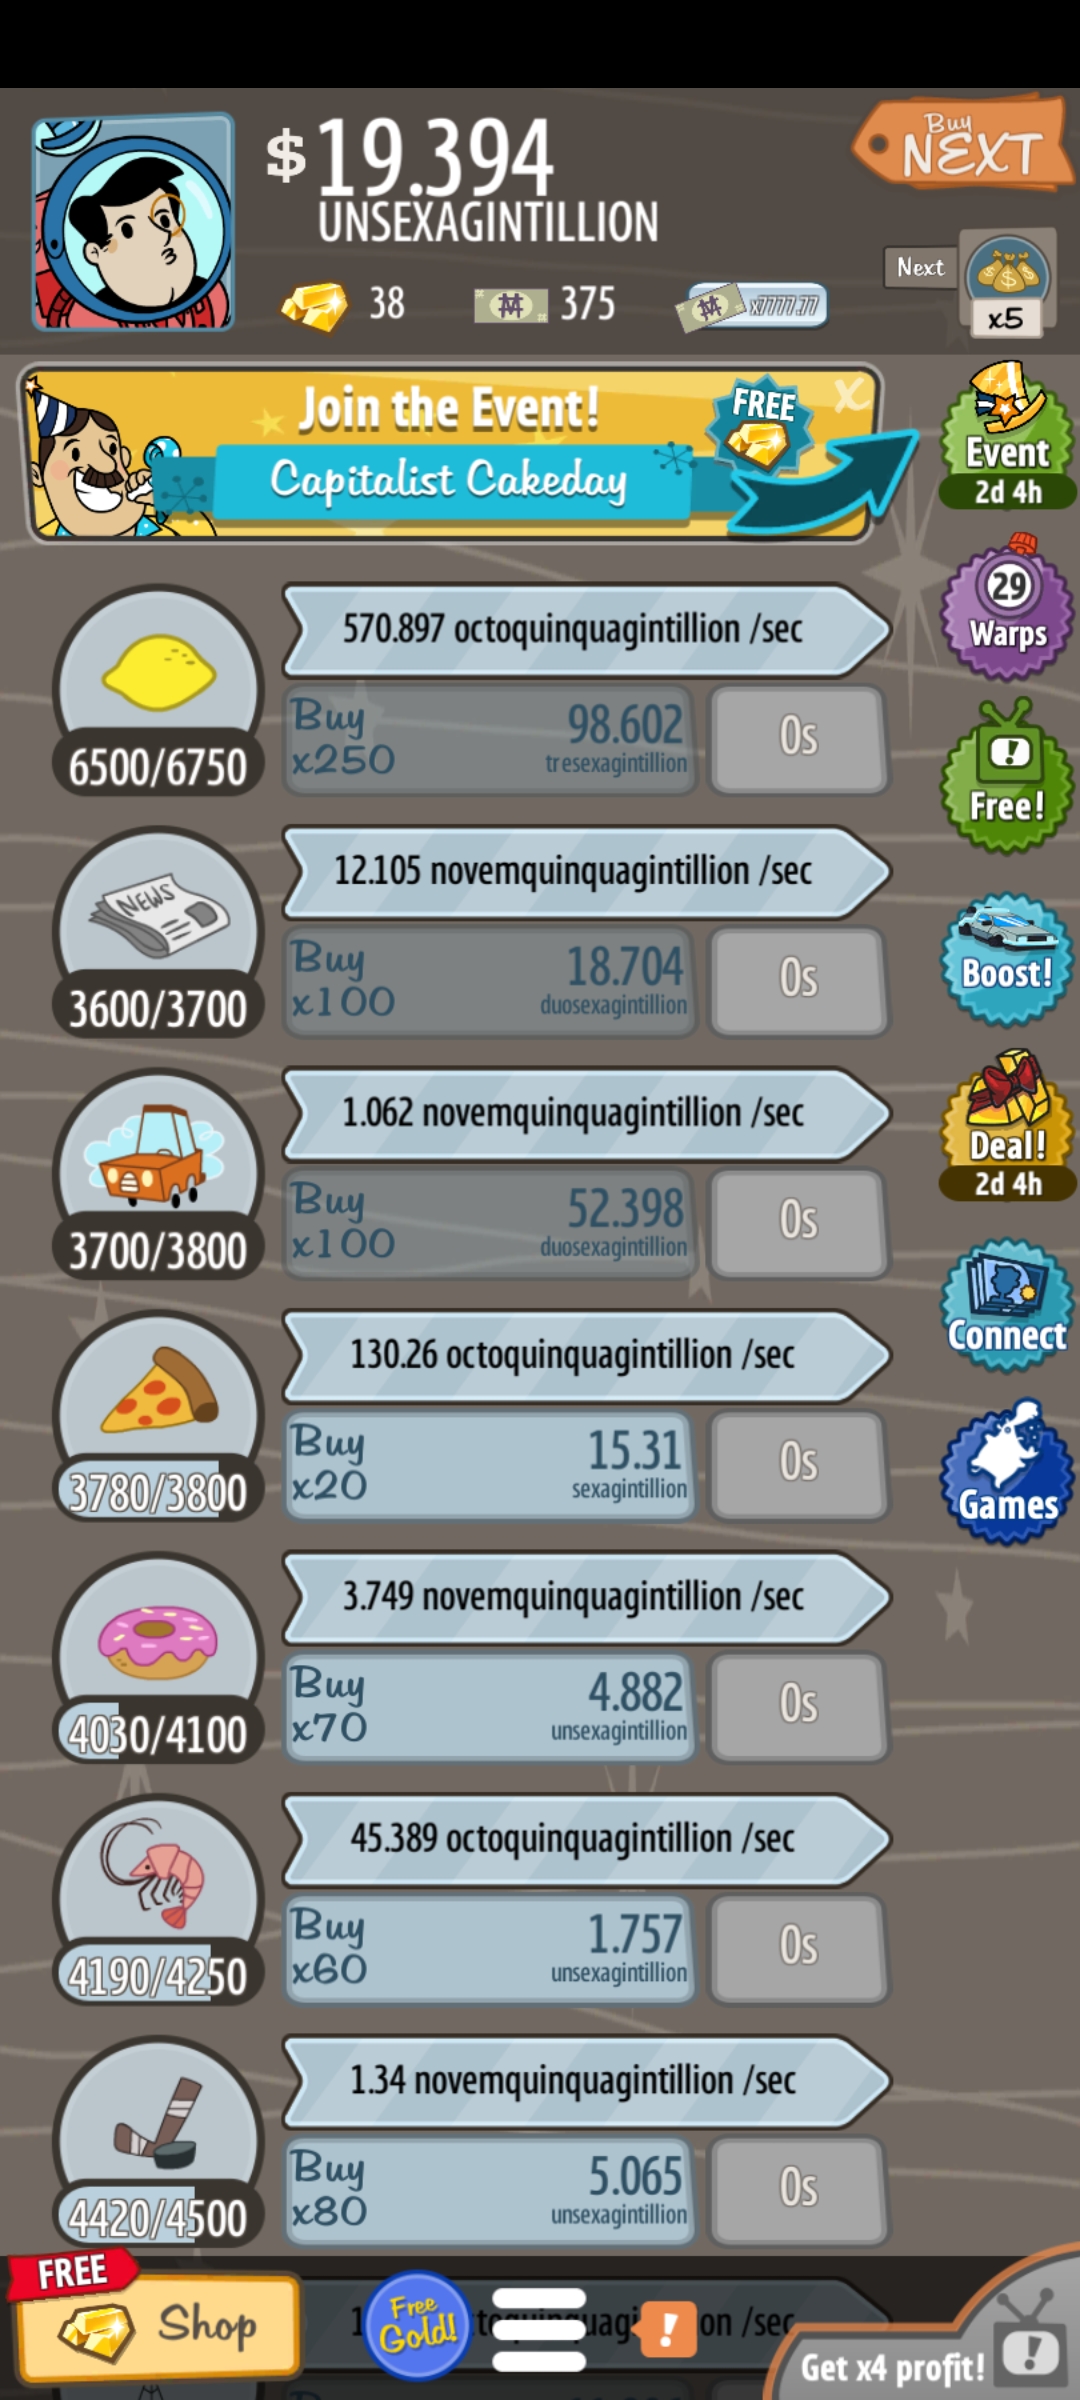 $19.394
UNSEXAGINTILLION
Buy
NEXT
38
375
x7777.77
Next
x5
Join the Event!
Capitalist Cakeday
FREE
x
Event
2d 4h
29
Warps
Free!
Boost!
Deal!
2d 4h
Connect
Games
570.897 octoquinquagintillion /sec
Buy
x250
98.602
tresexagintillion
0s
6500/6750
12.105 novemquinquagintillion /sec
NEWS
Buy
x100
18.704
duosexagintillion
0s
3600/3700
1.062 novemquinquagintillion /sec
Buy
x100
52.398
duosexagintillion
0s
3700/3800
130.26 octoquinquagintillion /sec
Buy
x20
15.31
sexagintillion
0s
3780/3800
3.749 novemquinquagintillion /sec
Buy
x70
4.882
unsexagintillion
0s
4030/4100
45.389 octoquinquagintillion /sec
Buy
x60
1.757
unsexagintillion
0s
4190/4250
1.34 novemquinquagintillion /sec
Buy
x80
5.065
unsexagintillion
0s
4420/4500
FREE
Shop
Free
Gold!
!
on /sec
Get x4 profit!
!